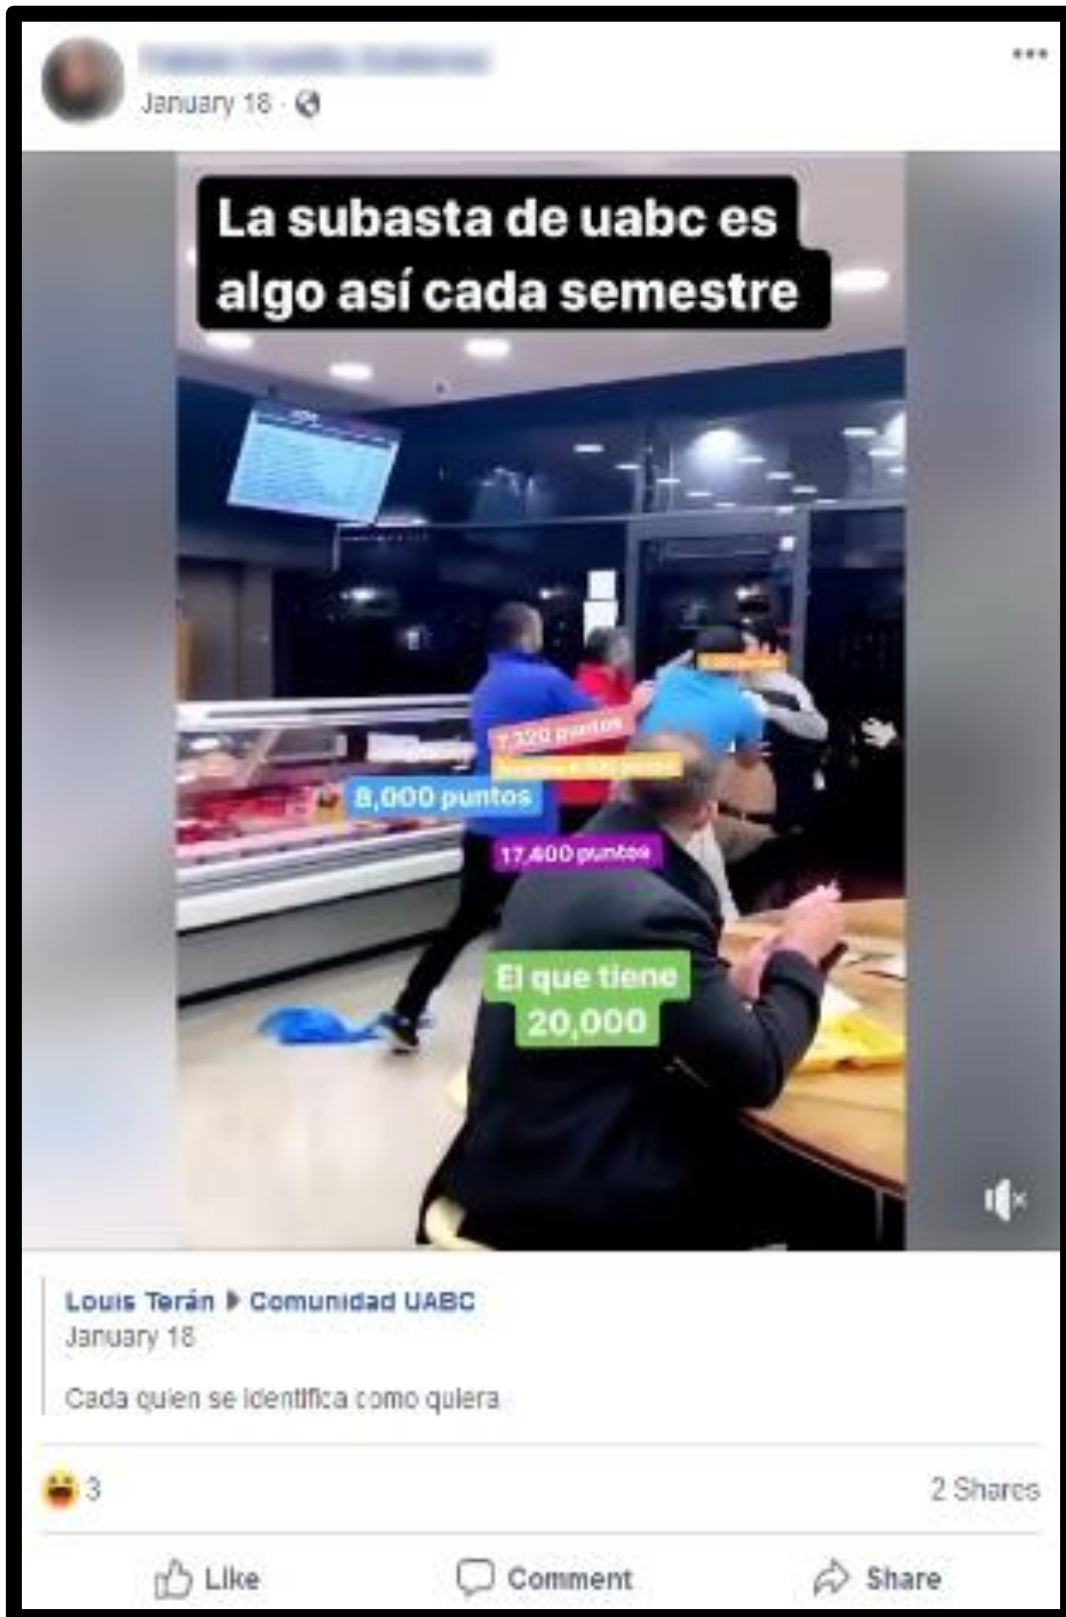 January 18
La subasta de uabc es
algo así cada semestre
7,320 puntos
8,000 puntos
17,400 puntos
El que tiene
20,000
Louis Terán Comunidad UABC
January 18
Cada quien se identifica como quiera
3
2 Shares
Like Comment Share